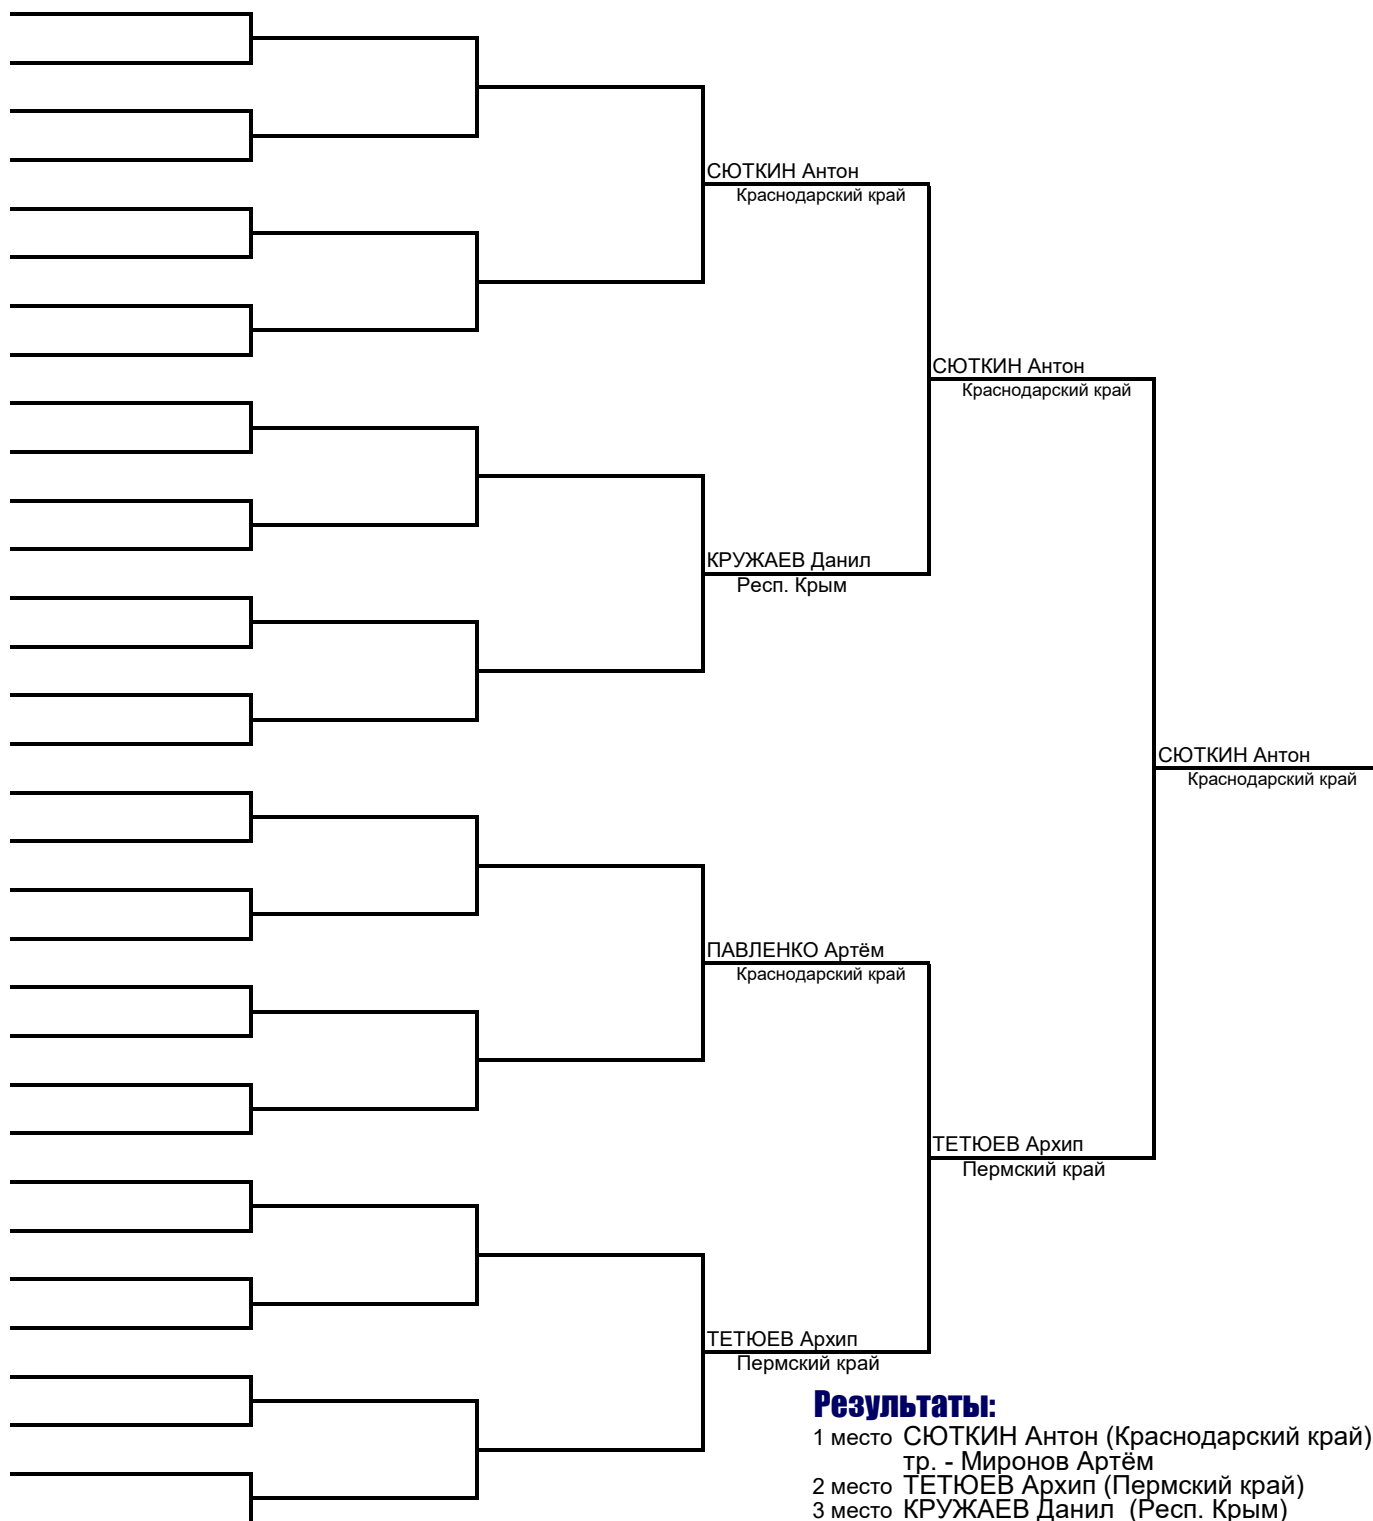 СЮТКИН Антон
Краснодарский край
СЮТКИН Антон
Краснодарский край
КРУЖАЕВ Данил
Респ. Крым
СЮТКИН Антон
Краснодарский край
ПАВЛЕНКО Артём
Краснодарский край
ТЕТЮЕВ Архип
Пермский край
ТЕТЮЕВ Архип
Пермский край
Результаты:
1 место СЮТКИН Антон (Краснодарский край)
тр. - Миронов Артём
2 место ТЕТЮЕВ Архип (Пермский край)
3 место КРУЖАЕВ Данил (Респ. Крым)